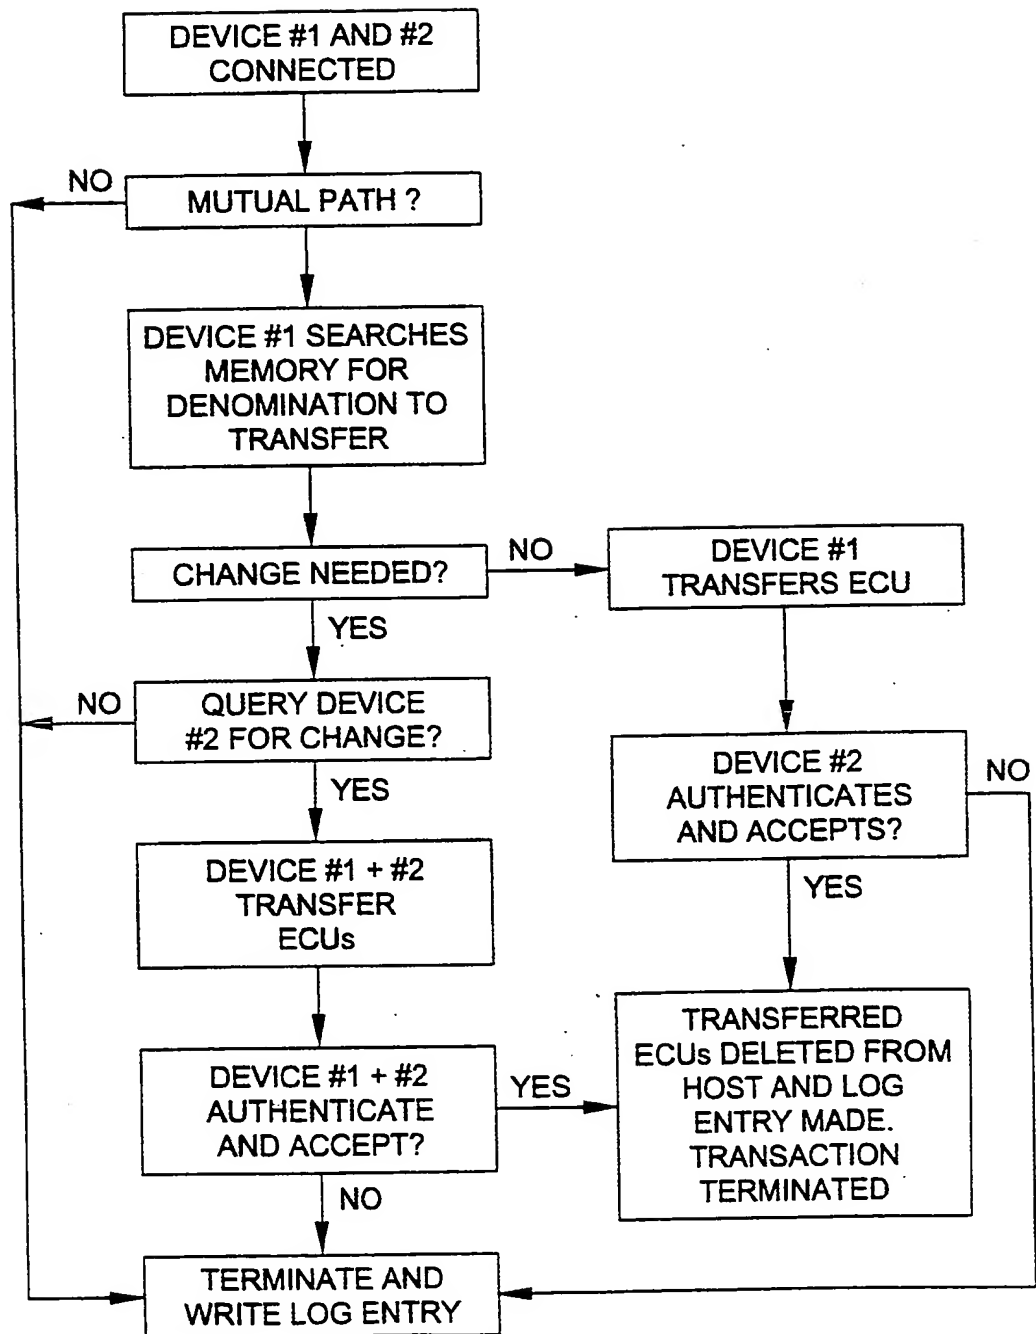 DEVICE #1 AND #2
CONNECTED
NO
MUTUAL PATH ?
DEVICE #1 SEARCHES
MEMORY FOR
DENOMINATION TO
TRANSFER
CHANGE NEEDED?
NO
DEVICE #1
TRANSFERS ECU
YES
NO
QUERY DEVICE
#2 FOR CHANGE?
YES
DEVICE #2
AUTHENTICATES
AND ACCEPTS?
NO
YES
DEVICE #1 + #2
TRANSFER
ECUs
DEVICE #1 + #2
AUTHENTICATE
AND ACCEPT?
YES
TRANSFERRED
ECUs DELETED FROM
HOST AND LOG
ENTRY MADE.
TRANSACTION
TERMINATED
NO
TERMINATE AND
WRITE LOG ENTRY